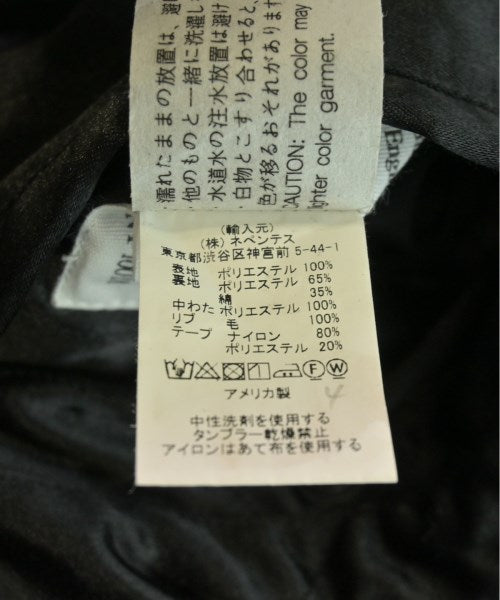 ・濡れたままの放置は、避け
・他のものと一緒に洗濯し
・水道水の注水放置は避け
・白物とこすり合わせると、
色が移るおそれがあります
CAUTION: The color may
lighter color garment.
(輸入元)
(株) ネペンテス
東京都渋谷区神宮前 5-44-1
表地 ポリエステル 100%
裏地 ポリエステル 65%
綿 35%
中わた ポリエステル 100%
リブ 毛 100%
テープ ナイロン 80%
ポリエステル 20%
F W
アメリカ製
4
中性洗剤を使用する
タンブラー乾燥禁止
アイロンはあて布を使用する